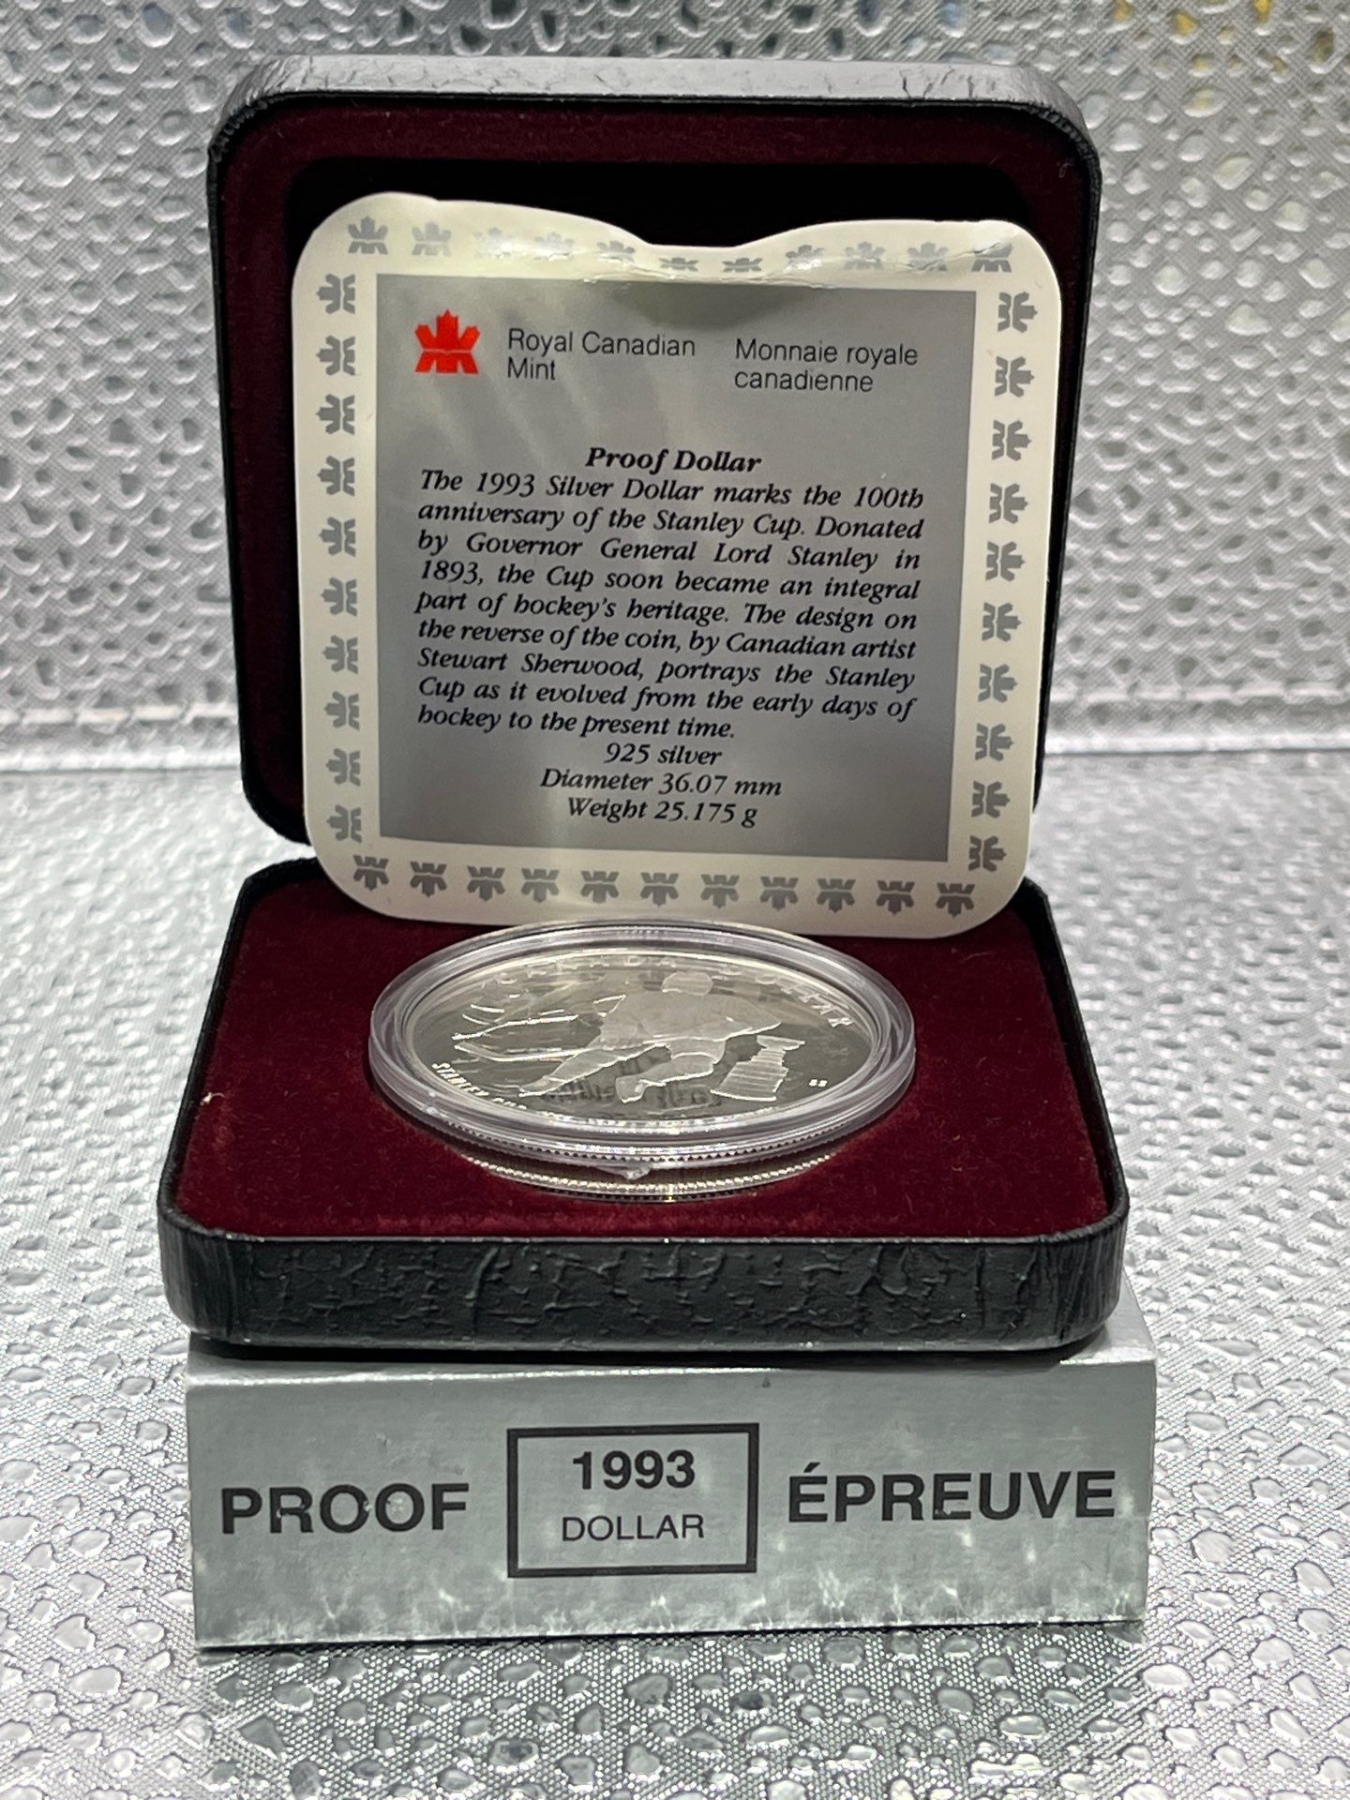 Royal Canadian
Mint
Monnaie royale
canadienne
Proof Dollar
The 1993 Silver Dollar marks the 100th
anniversary of the Stanley Cup. Donated
by Governor General Lord Stanley in
1893, the Cup soon became an integral
part of hockey's heritage. The design on
the reverse of the coin, by Canadian artist
Stewart Sherwood, portrays the Stanley
Cup as it evolved from the early days of
hockey to the present time.
925 silver
Diameter 36.07 mm
Weight 25.175 g
STANLEY CUP
PROOF
1993
DOLLAR
ÉPREUVE